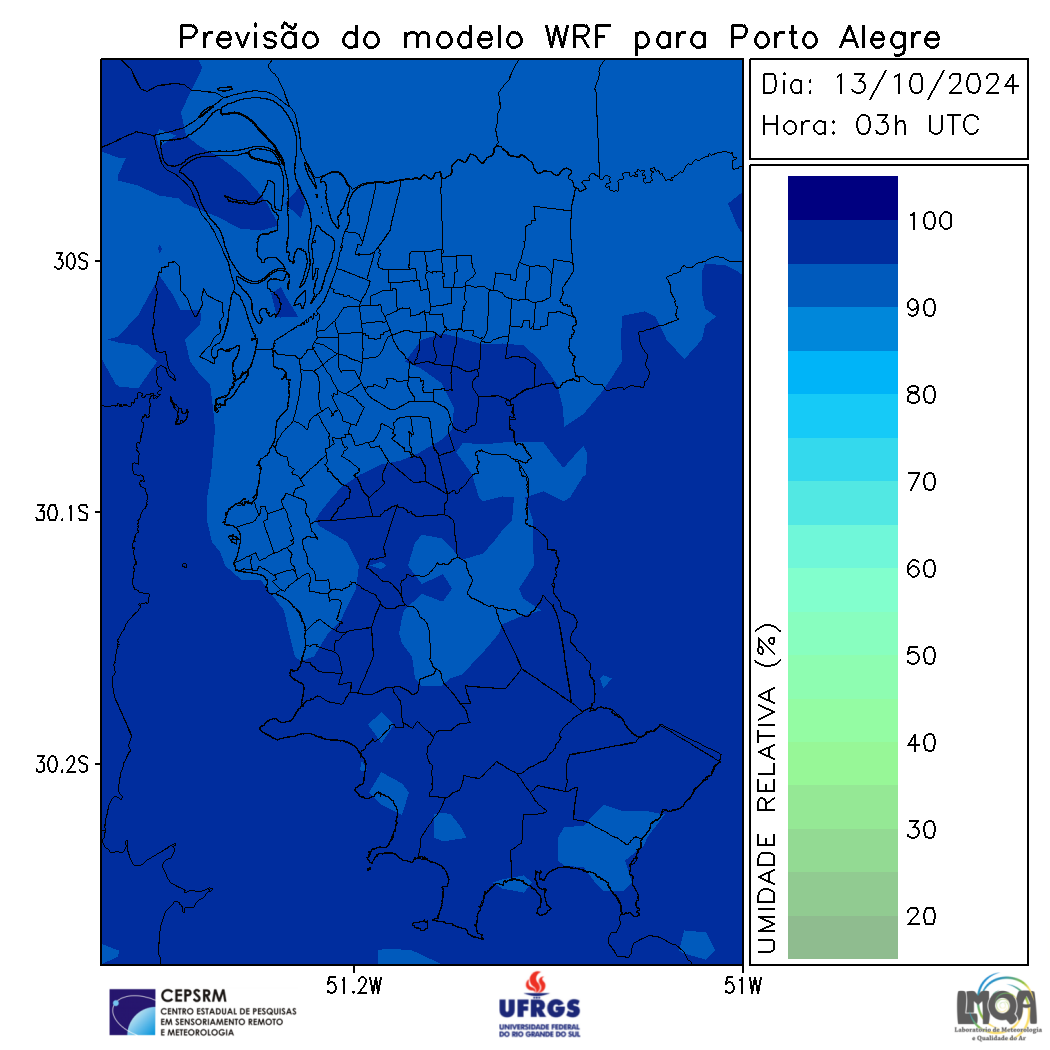 Previsão do modelo WRF para Porto Alegre
Dia: 13/10/2024
Hora: 03h UTC
100
90
80
70
60
50
40
30
20
UMIDADE RELATIVA (%)
30S
30.1S
30.2S
51.2W
51W
CEPSRM
CENTRO ESTADUAL DE PESQUISAS
EM SENSORIAMENTO REMOTO
E METEOROLOGIA
UFRGS
UNIVERSIDADE FEDERAL
DO RIO GRANDE DO SUL
LMQA
Laboratório de Meteorologia
e Qualidade do Ar